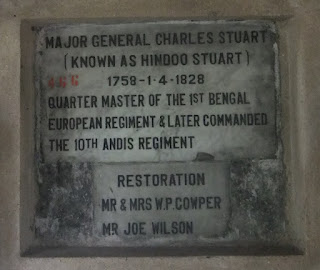 MAJOR GENERAL CHARLES STUART
(KNOWN AS HINDOO STUART)
1758-1-4-1828
QUARTER MASTER OF THE 1ST BENGAL
EUROPEAN REGIMENT & LATER COMMANDED
THE 10TH ANDIS REGIMENT
RESTORATION
MR & MRS W.P. COWPER
MR JOE WILSON